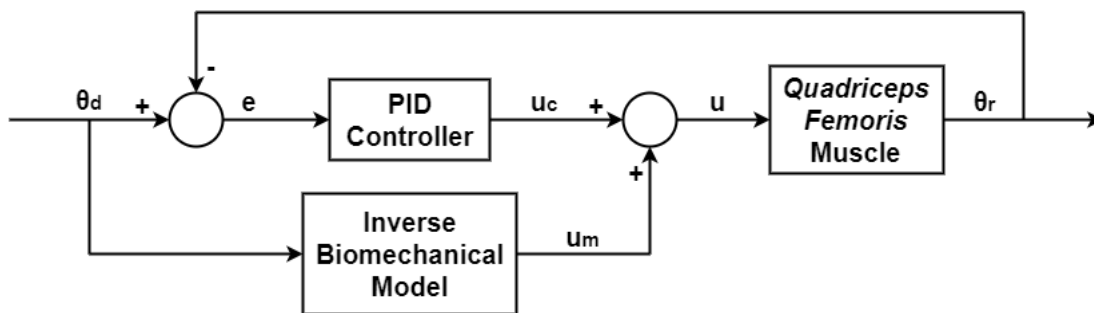 -
θd
+
e
PID
Controller
uc
+
u
Quadriceps
Femoris
Muscle
θr
+
Inverse
Biomechanical
Model
um